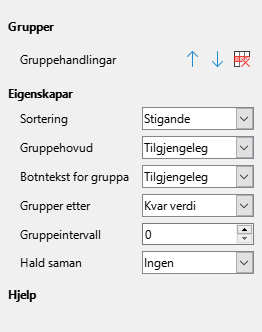 Grupper
Gruppehandlingar
Eigenskapar
Sortering Stigande
Gruppehovud Tilgjengeleg
Botntekst for gruppa Tilgjengeleg
Grupper etter Kvar verdi
Gruppeintervall 0
Hald saman Ingen
Hjelp